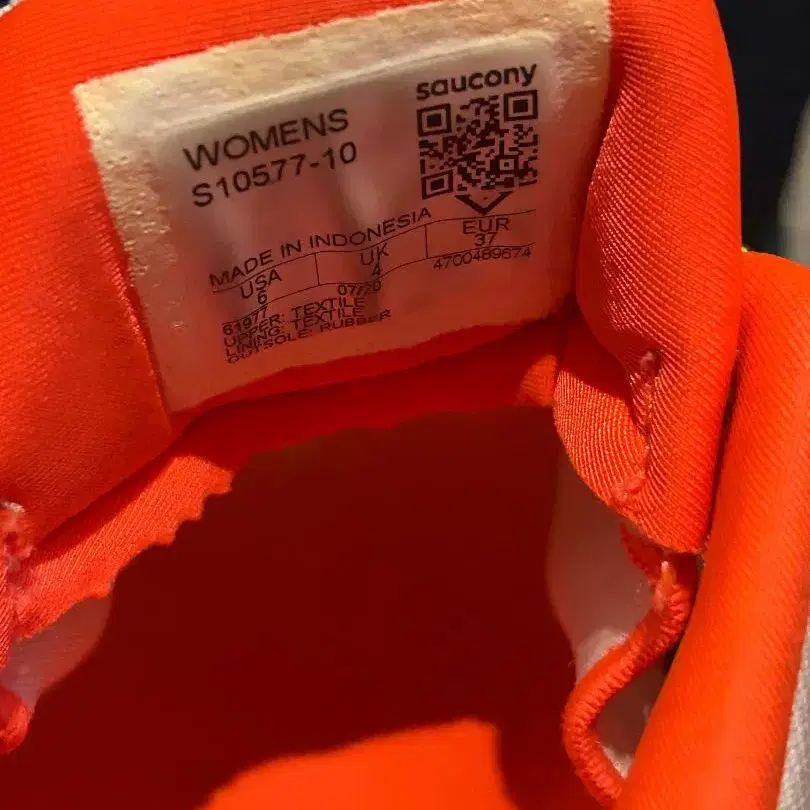 saucony
WOMENS
S10577-10
MADE IN INDONESIA
USA UK EUR
6 4 37
61977 07/20 4700489674
UPPER: TEXTILE
LINING: TEXTILE
OUTSOLE: RUBBER